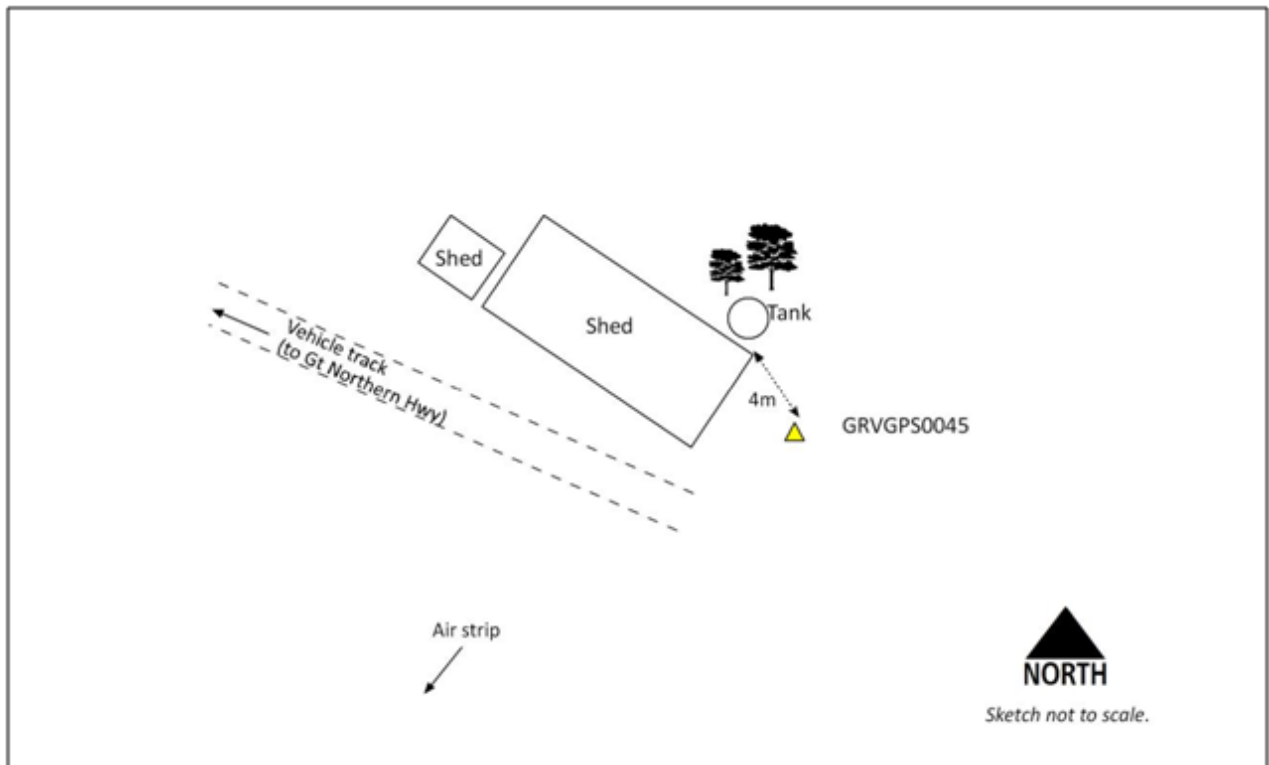 Shed
Shed
Tank
Vehicle track
(to Gt Northern Hwy)
4m
GRVGPS0045
Air strip
NORTH
Sketch not to scale.